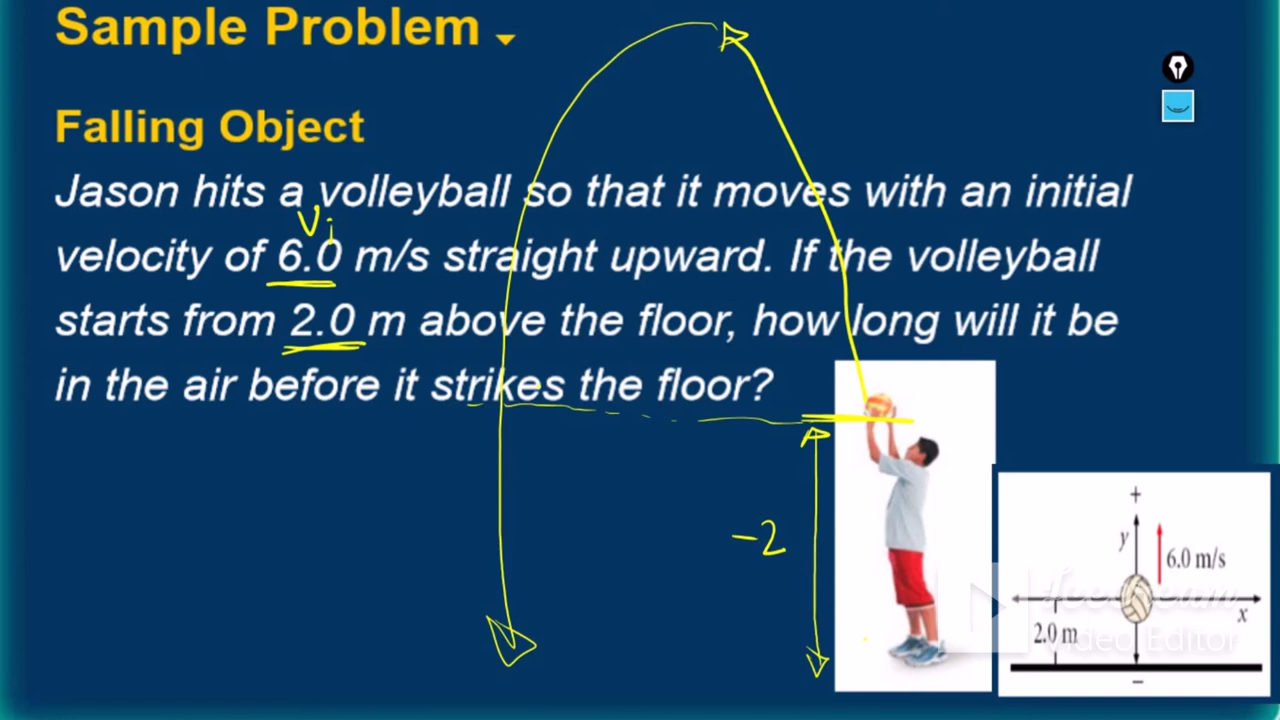 Sample Problem
Falling Object
Jason hits a volleyball so that it moves with an initial
Vi
velocity of 6.0 m/s straight upward. If the volleyball
starts from 2.0 m above the floor, how long will it be
in the air before it strikes the floor?
-2
+
y
6.0 m/s
x
2.0 m
Video Editor
−